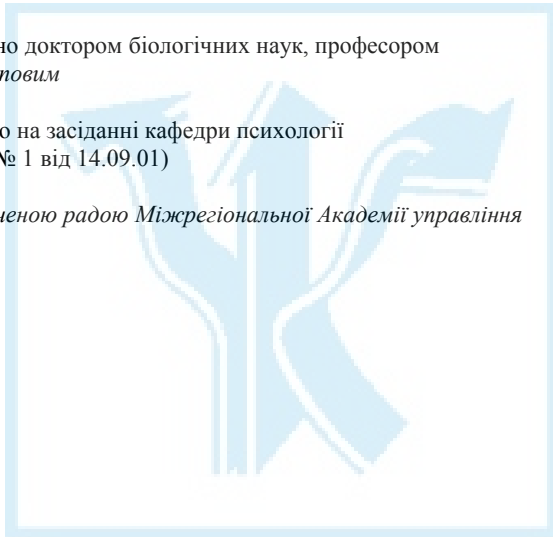 но доктором біологічних наук, професором
товим
о на засіданні кафедри психології
№ 1 від 14.09.01)
ченою радою Міжрегіональної Академії управління